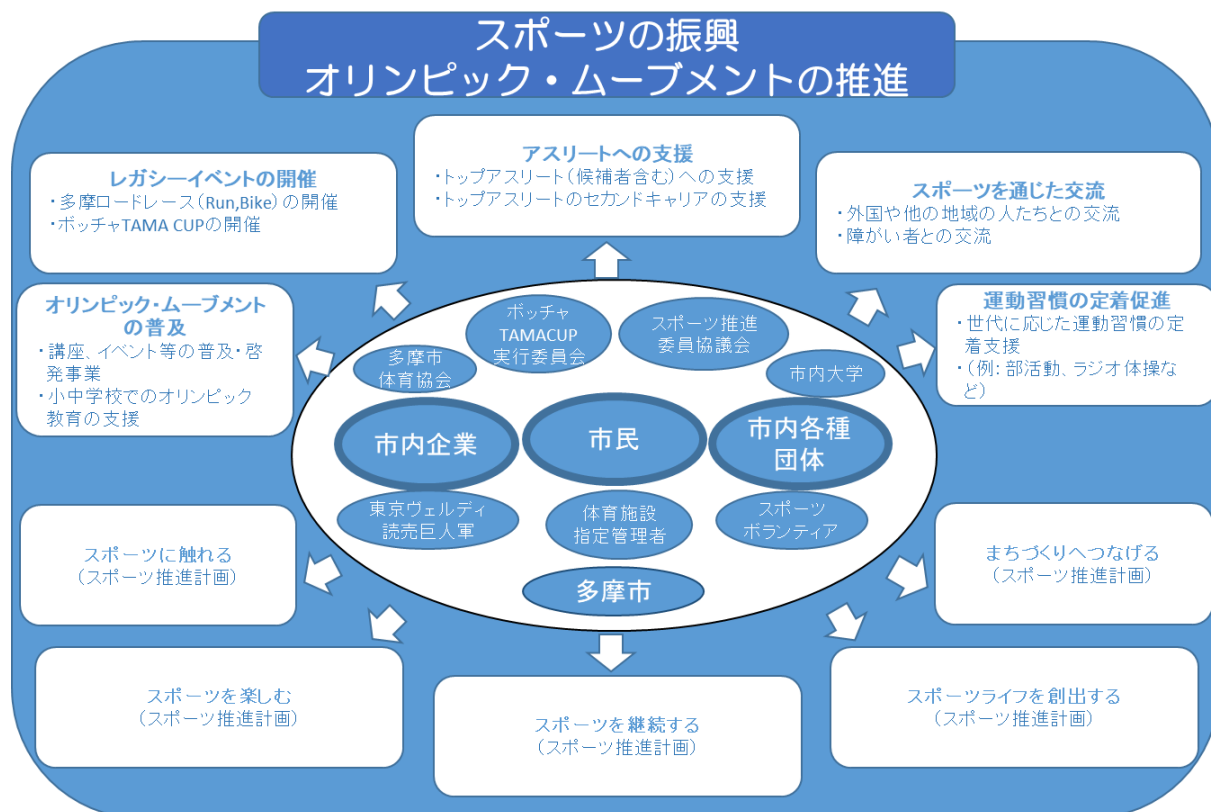 スポーツの振興
オリンピック・ムーブメントの推進
アスリートへの支援
・トップアスリート(候補者含む)への支援
・トップアスリートのセカンドキャリアの支援
レガシーイベントの開催
・多摩ロードレース(Run,Bike)の開催
・ボッチャTAMA CUPの開催
スポーツを通じた交流
・外国や他の地域の人たちとの交流
・障がい者との交流
オリンピック・ムーブメント
の普及
・講座、イベント等の普及・啓
発事業
・小中学校でのオリンピック
教育の支援
運動習慣の定着促進
・世代に応じた運動習慣の定
着支援
・(例:部活動、ラジオ体操な
ど)
ボッチャ
TAMACUP
実行委員会
スポーツ推進
委員協議会
多摩市
体育協会
市内大学
市内企業
市民
市内各種
団体
東京ヴェルディ
読売巨人軍
体育施設
指定管理者
スポーツ
ボランティア
多摩市
スポーツに触れる
(スポーツ推進計画)
まちづくりへつなげる
(スポーツ推進計画)
スポーツを楽しむ
(スポーツ推進計画)
スポーツを継続する
(スポーツ推進計画)
スポーツライフを創出する
(スポーツ推進計画)